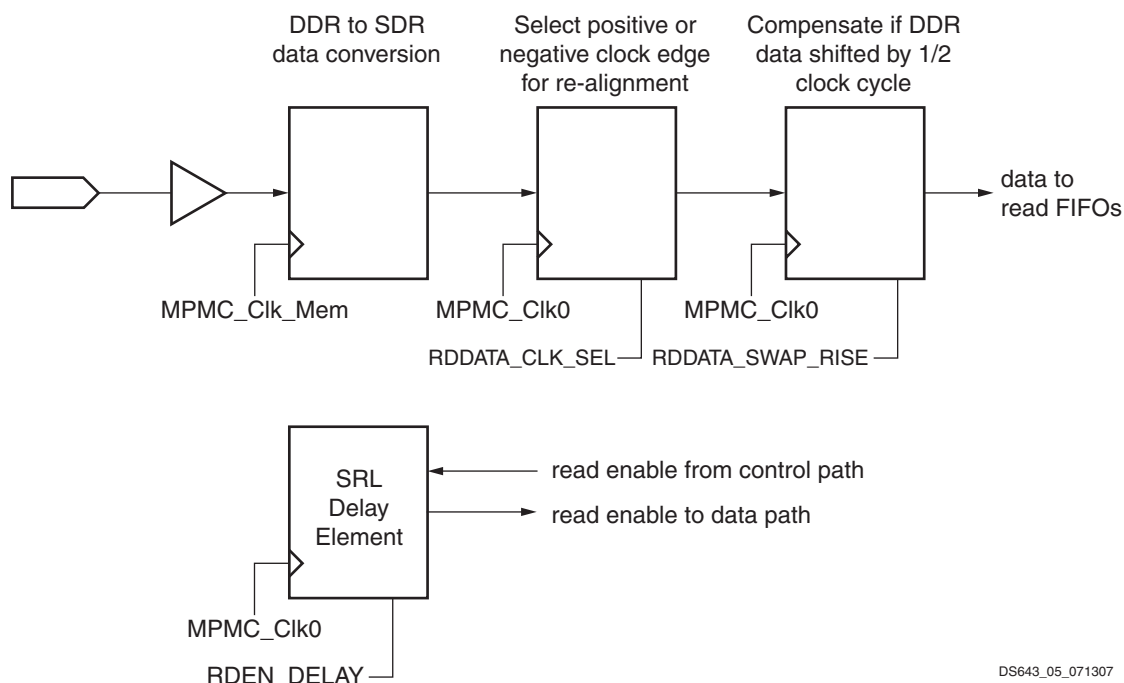 DDR to SDR
data conversion
Select positive or
negative clock edge
for re-alignment
Compensate if DDR
data shifted by 1/2
clock cycle
data to
read FIFOs
MPMC_Clk_Mem
MPMC_Clk0
MPMC_Clk0
RDDATA_CLK_SEL
RDDATA_SWAP_RISE
SRL
Delay
Element
read enable from control path
read enable to data path
MPMC_Clk0
RDEN_DELAY
DS643_05_071307